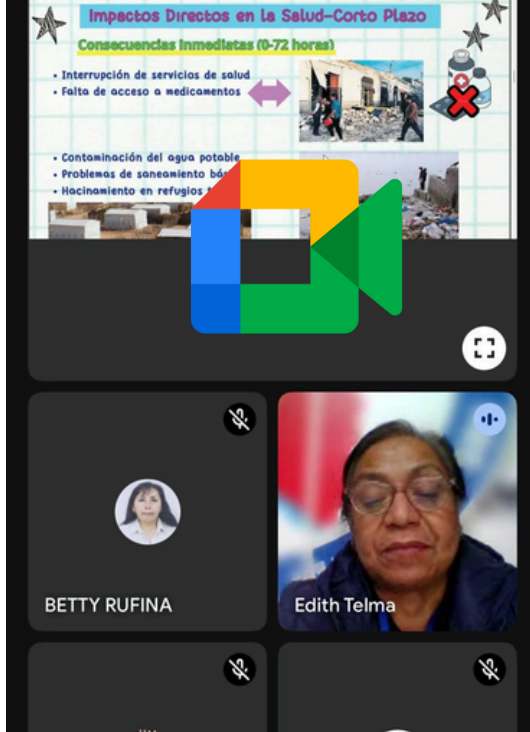 Impactos Directos en la Salud-Corto Plazo
Consecuencias Inmediatas (0-72 horas)
• Interrupción de servicios de salud
• Falta de acceso a medicamentos
• Contaminación del agua potable
• Problemas de saneamiento
• Hacinamiento en refugios
BETTY RUFINA
Edith Telma